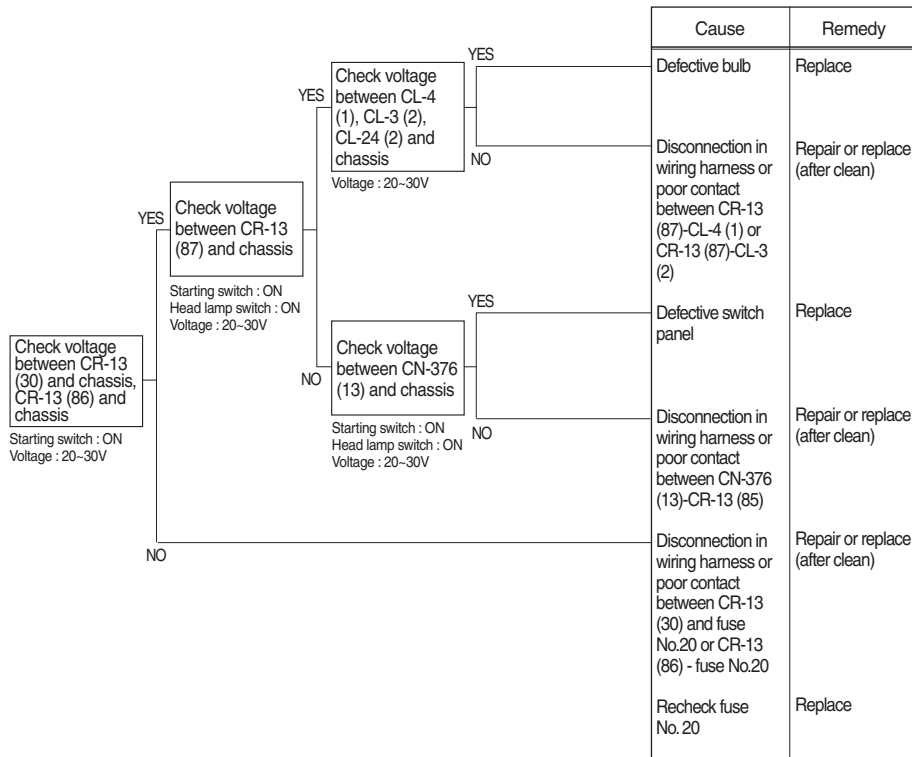 Cause
Remedy
YES
Defective bulb
Replace
Check voltage
between CL-4
(1), CL-3 (2),
CL-24 (2) and
chassis
YES
NO
Voltage : 20~30V
Disconnection in
wiring harness or
poor contact
between CR-13
(87)-CL-4 (1) or
CR-13 (87)-CL-3
(2)
Repair or replace
(after clean)
YES
Check voltage
between CR-13
(87) and chassis
Starting switch : ON
Head lamp switch : ON
Voltage : 20~30V
YES
Defective switch
panel
Replace
Check voltage
between CR-13
(30) and chassis,
CR-13 (86) and
chassis
Starting switch : ON
Voltage : 20~30V
NO
Check voltage
between CN-376
(13) and chassis
Starting switch : ON
Head lamp switch : ON
Voltage : 20~30V
NO
Disconnection in
wiring harness or
poor contact
between CN-376
(13)-CR-13 (85)
Repair or replace
(after clean)
NO
Disconnection in
wiring harness or
poor contact
between CR-13
(30) and fuse
No.20 or CR-13
(86) - fuse No.20
Repair or replace
(after clean)
Recheck fuse
No. 20
Replace